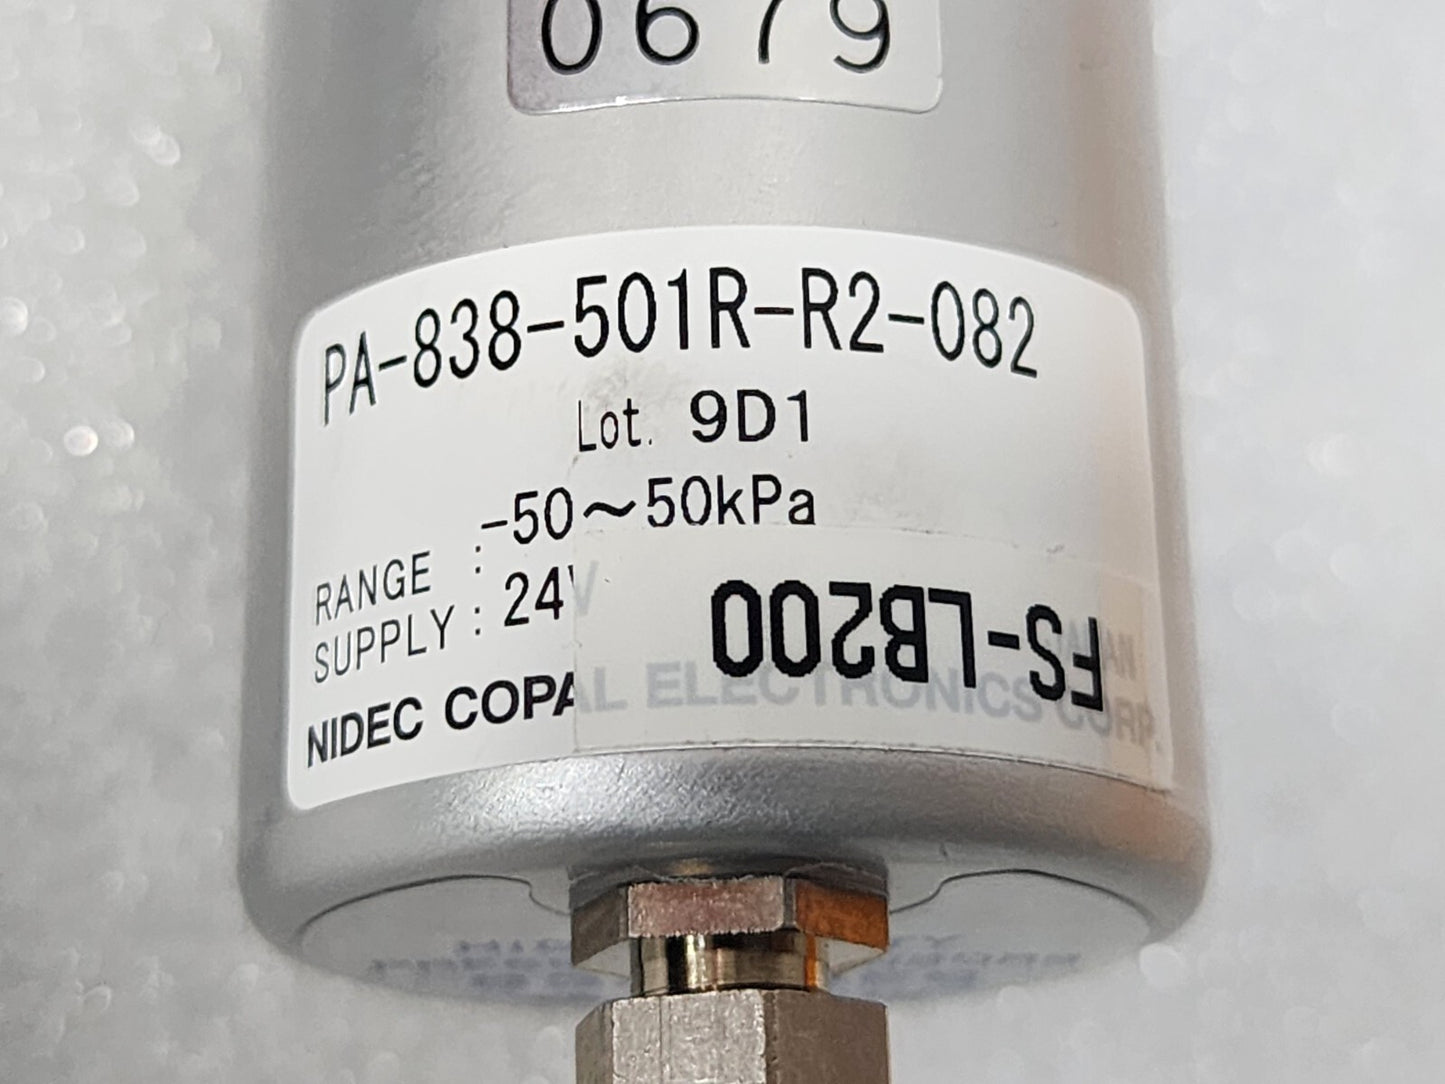 0679
PA-838-501R-R2-082
Lot. 9D1
RANGE : -50～50kPa
SUPPLY : 24V
NIDEC COPAL ELECTRONICS CORP.
FS-LB200